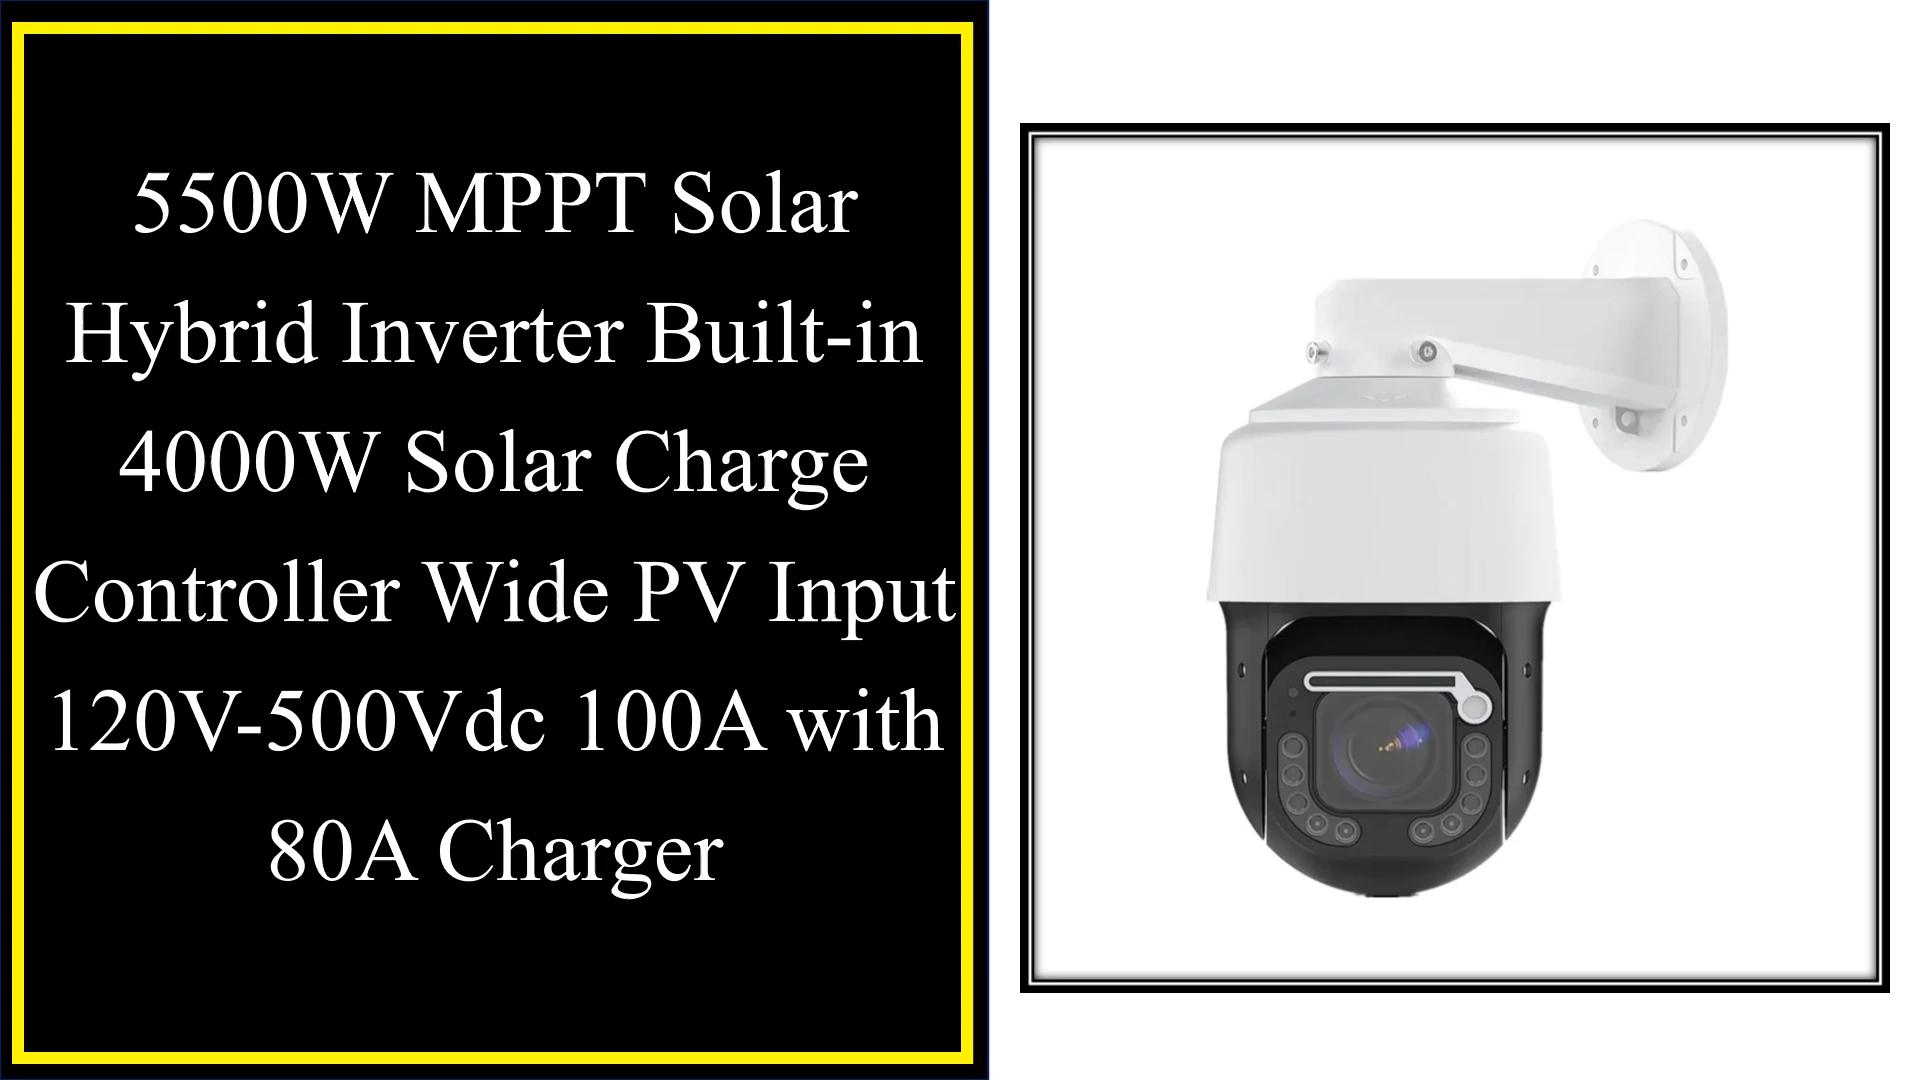 5500W MPPT Solar
Hybrid Inverter Built-in
4000W Solar Charge
Controller Wide PV Input
120V-500Vdc 100A with
80A Charger